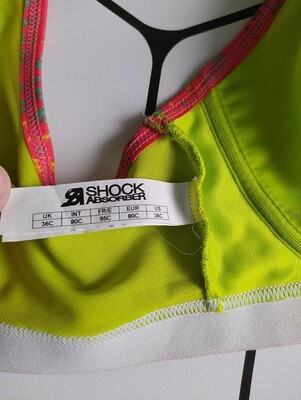 SHOCK
ABSORBER
UK INT FR/E EUR US
36C 80C 95C 80C 36C